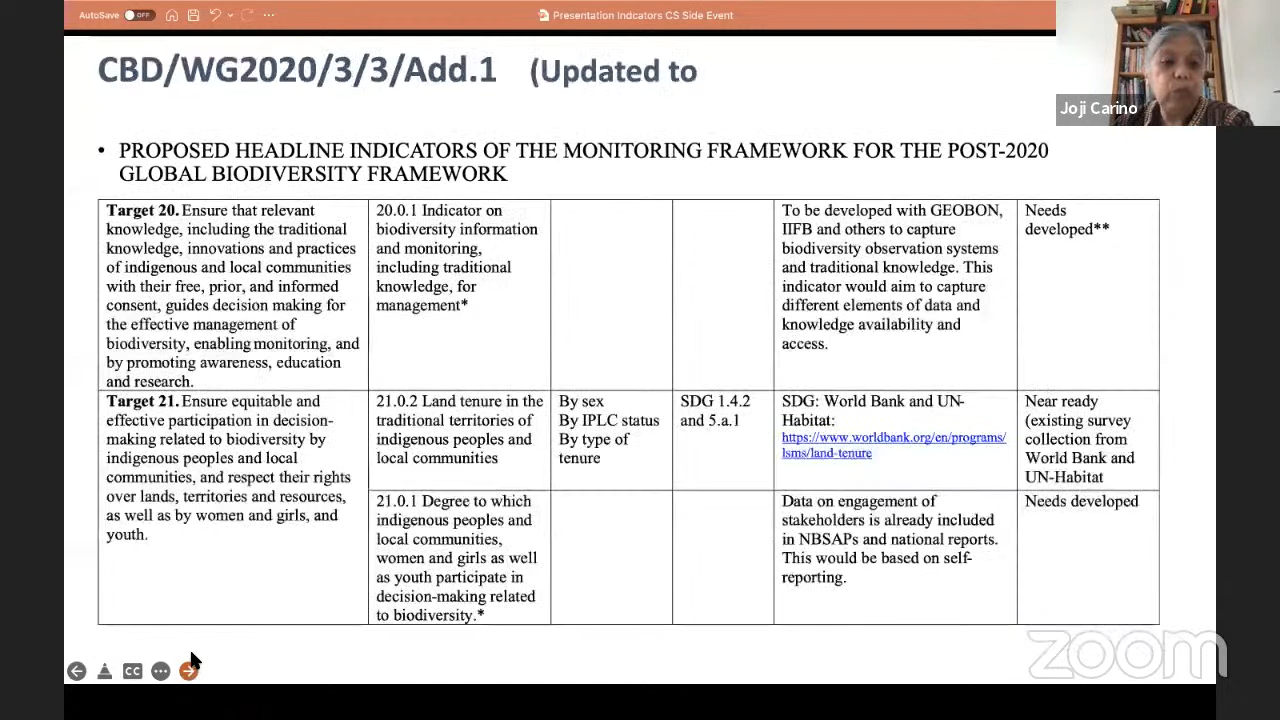 AutoSave OFF
Presentation Indcators CS Side Event
CBD/WG2020/3/3/Add.1 (Updated to
Joji Carino
• PROPOSED HEADLINE INDICATORS OF THE MONITORING FRAMEWORK FOR THE POST-2020
GLOBAL BIODIVERSITY FRAMEWORK
Target 20. Ensure that relevant
knowledge, including the traditional
knowledge, innovations and practices
of indigenous and local communities
with their free, prior, and informed
consent, guides decision making for
the effective management of
biodiversity, enabling monitoring, and
by promoting awareness, education
and research.
20.0.1 Indicator on
biodiversity information
and monitoring,
including traditional
knowledge, for
management*
To be developed with GEOBON,
IIFB and others to capture
biodiversity observation systems
and traditional knowledge. This
indicator would aim to capture
different elements of data and
knowledge availability and
access.
Needs
developed**
Target 21. Ensure equitable and
effective participation in decision-
making related to biodiversity by
indigenous peoples and local
communities, and respect their rights
over lands, territories and resources,
as well as by women and girls, and
youth.
21.0.2 Land tenure in the
traditional territories of
indigenous peoples and
local communities
By sex
By IPLC status
By type of
tenure
SDG 1.4.2
and 5.a.1
SDG: World Bank and UN-
Habitat:
https://www.worldbank.org/en/programs/
lsms/land-tenure
Near ready
(existing survey
collection from
World Bank and
UN-Habitat
21.0.1 Degree to which
indigenous peoples and
local communities,
women and girls as well
as youth participate in
decision-making related
to biodiversity.*
Data on engagement of
stakeholders is already included
in NBSAPs and national reports.
This would be based on self-
reporting.
Needs developed
CC
zoom